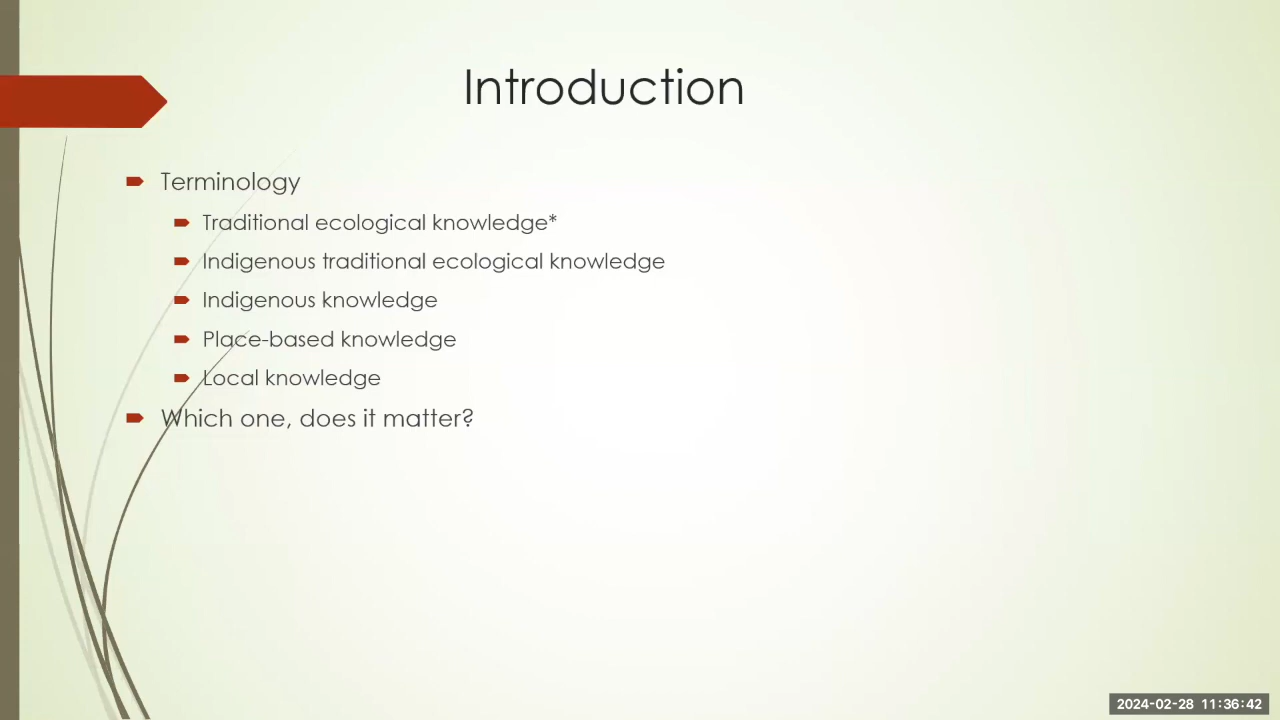 Introduction
Terminology
Traditional ecological knowledge*
Indigenous traditional ecological knowledge
Indigenous knowledge
Place-based knowledge
Local knowledge
Which one, does it matter?
2024-02-28 11:36:42